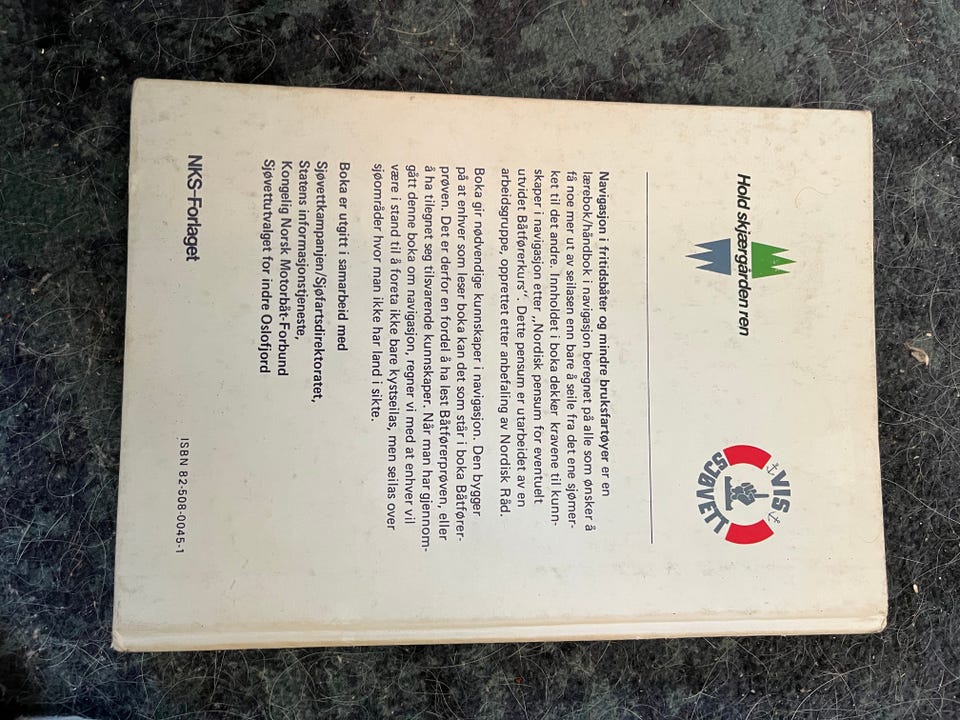 Hold skjærgården ren
VIS
SJØVETT
Navigasjon i fritidsbåter og mindre bruksfartøyer er en
lærebok/håndbok i navigasjon beregnet på alle som ønsker å
få noe mer ut av seilasen enn bare å seile fra det ene sjømer-
ket til det andre. Innholdet i boka dekker kravene til kunn-
skaper i navigasjon etter „Nordisk pensum for eventuelt
utvidet Båtførerkurs‟. Dette pensum er utarbeidet av en
arbeidsgruppe, opprettet etter anbefaling av Nordisk Råd.
Boka gir nødvendige kunnskaper i navigasjon. Den bygger
på at enhver som leser boka kan det som står i boka Båtfører-
prøven. Det er derfor en fordel å ha lest Båtførerprøven, eller
å ha tilegnet seg tilsvarende kunnskaper. Når man har gjennom-
gått denne boka om navigasjon, regner vi med at enhver vil
være i stand til å foreta ikke bare kystseilas, men seilas over
sjøområder hvor man ikke har land i sikte.
Boka er utgitt i samarbeid med
Sjøvettkampanjen/Sjøfartsdirektoratet,
Statens informasjonstjeneste,
Kongelig Norsk Motorbåt-Forbund
Sjøvettutvalget for indre Oslofjord
NKS-Forlaget
ISBN 82-508-0045-1